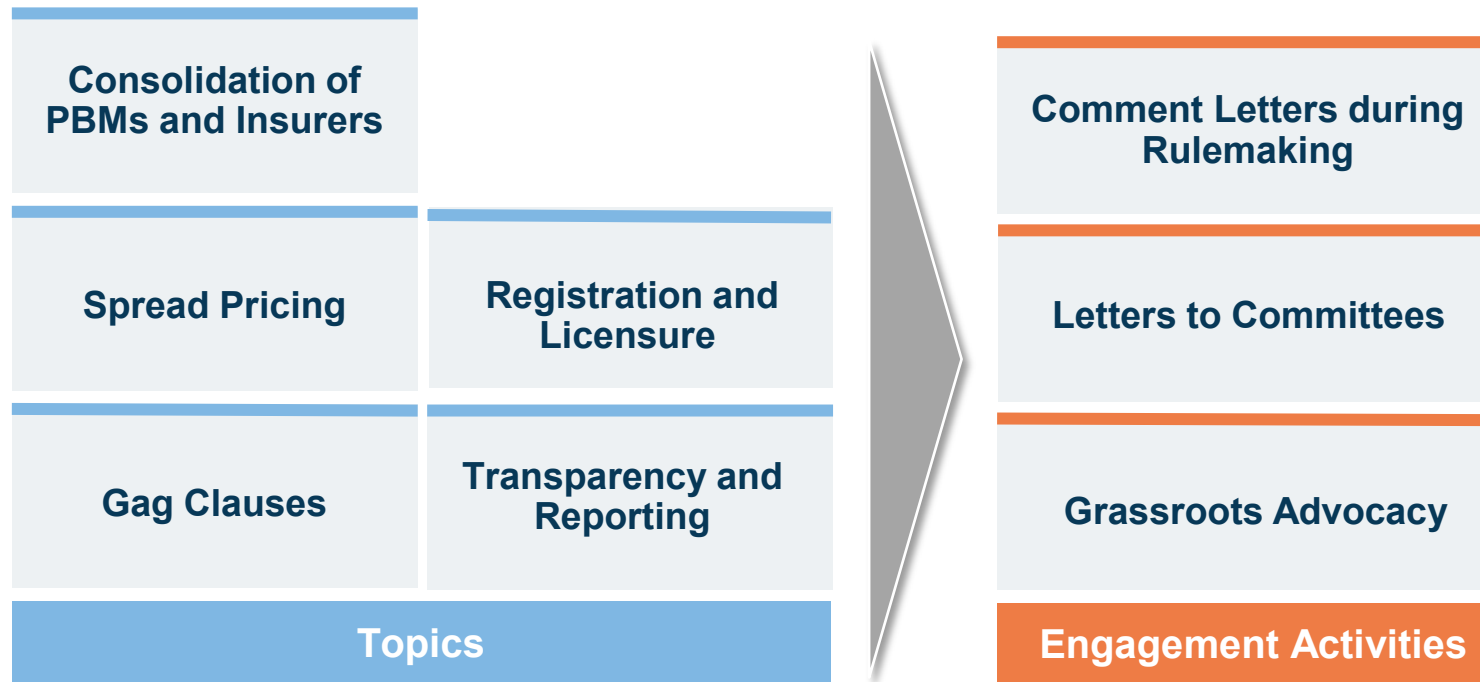 Consolidation of
PBMs and Insurers
Spread Pricing
Registration and
Licensure
Gag Clauses
Transparency and
Reporting
Topics
Comment Letters during
Rulemaking
Letters to Committees
Grassroots Advocacy
Engagement Activities